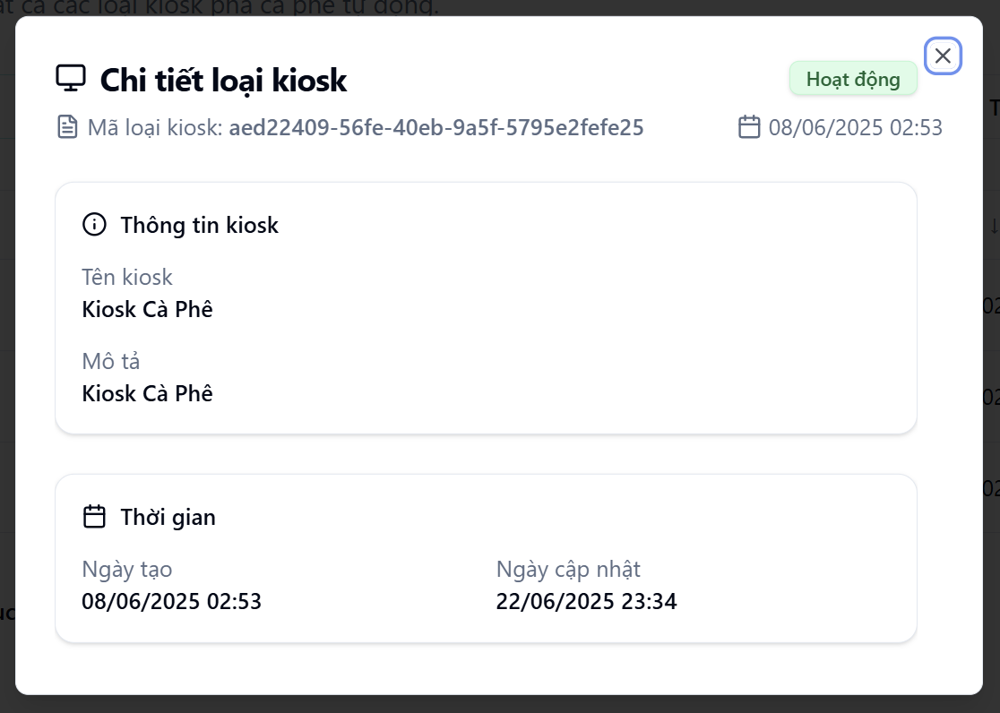 ất cả các loại kiosk pha cà phê tự động.
Chi tiết loại kiosk
Hoạt động
Mã loại kiosk: aed22409-56fe-40eb-9a5f-5795e2fefe25
08/06/2025 02:53
Thông tin kiosk
Tên kiosk
Kiosk Cà Phê
Mô tả
Kiosk Cà Phê
Thời gian
Ngày tạo
Ngày cập nhật
08/06/2025 02:53
22/06/2025 23:34